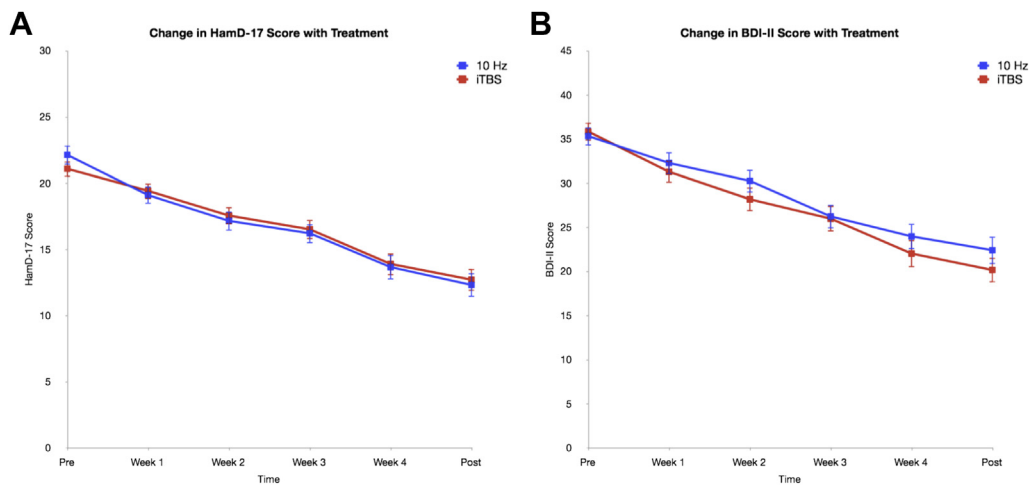 A
Change in HamD-17 Score with Treatment
10 Hz
iTBS
HamD-17 Score
30
25
20
15
10
5
0
Pre Week 1 Week 2 Week 3 Week 4 Post
Time
B
Change in BDI-II Score with Treatment
10 Hz
iTBS
BDI-II Score
45
40
35
30
25
20
15
10
5
0
Pre Week 1 Week 2 Week 3 Week 4 Post
Time